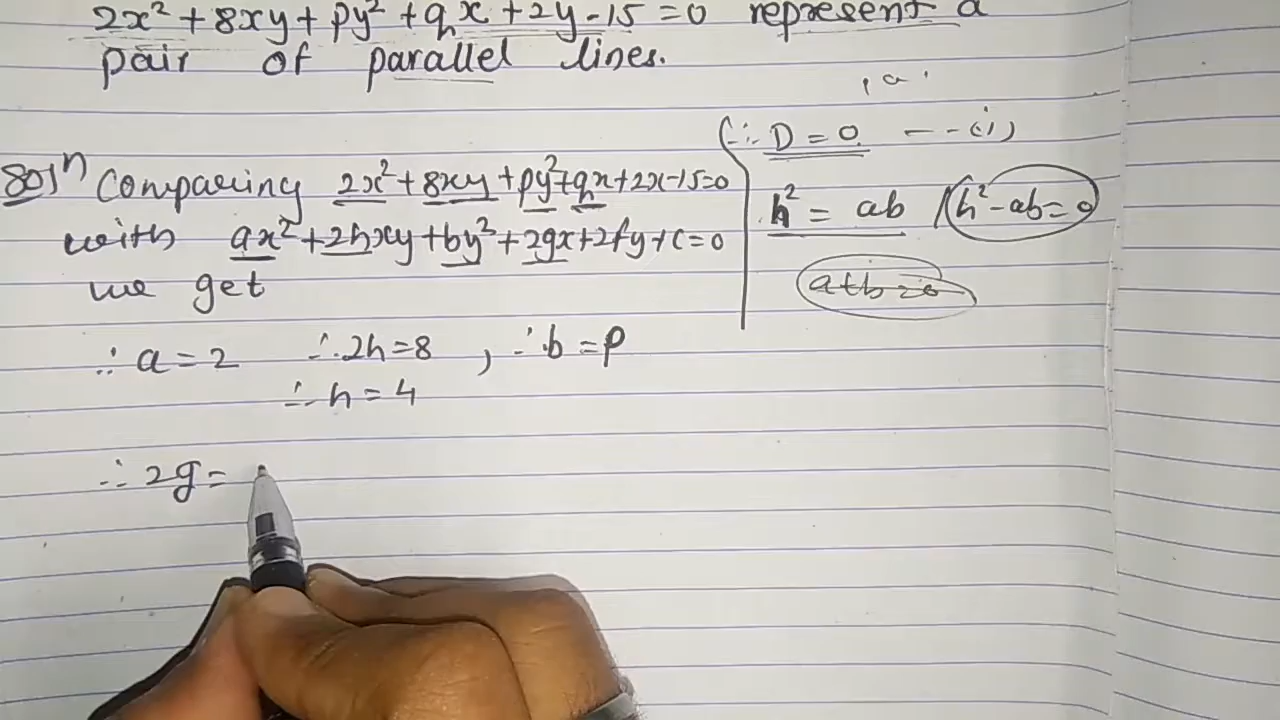 2x² + 8xy + py² + qx + 2y - 15 = 0 represent a
pair of parallel lines.
Solⁿ Comparing 2x² + 8xy + py² + qx + 2x - 15 = 0
with ax² + 2hxy + by² + 2gx + 2fy + c = 0
we get
∴ a = 2 ∴ 2h = 8 , ∴ b = p
∴ h = 4
∴ 2g =
(∵ D = 0 --- (i)
h² = ab / h² - ab = 0
a+b=0